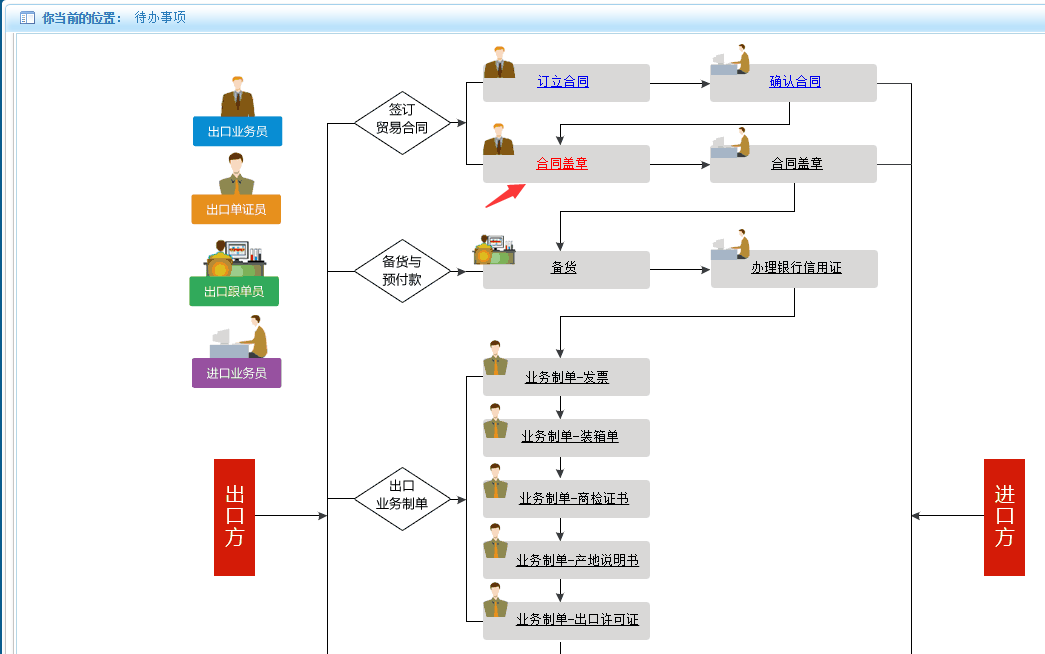 你当前的位置： 待办事项
出口业务员
出口单证员
出口跟单员
进口业务员
签订
贸易合同
订立合同
确认合同
合同盖章
合同盖章
备货与
预付款
备货
办理银行信用证
出口
业务制单
业务制单-发票
业务制单-装箱单
业务制单-商检证书
业务制单-产地说明书
业务制单-出口许可证
出口方
进口方